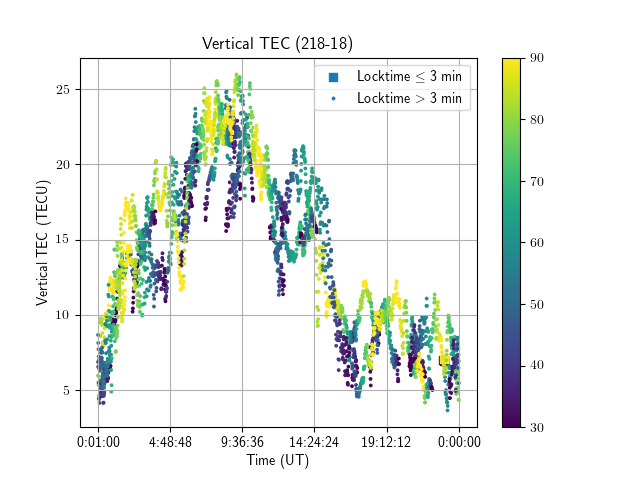 Vertical TEC (218-18)
Locktime ≤ 3 min
Locktime > 3 min
Vertical TEC (TECU)
25
20
15
10
5
0:01:00 4:48:48 9:36:36 14:24:24 19:12:12 0:00:00
Time (UT)
90
80
70
60
50
40
30